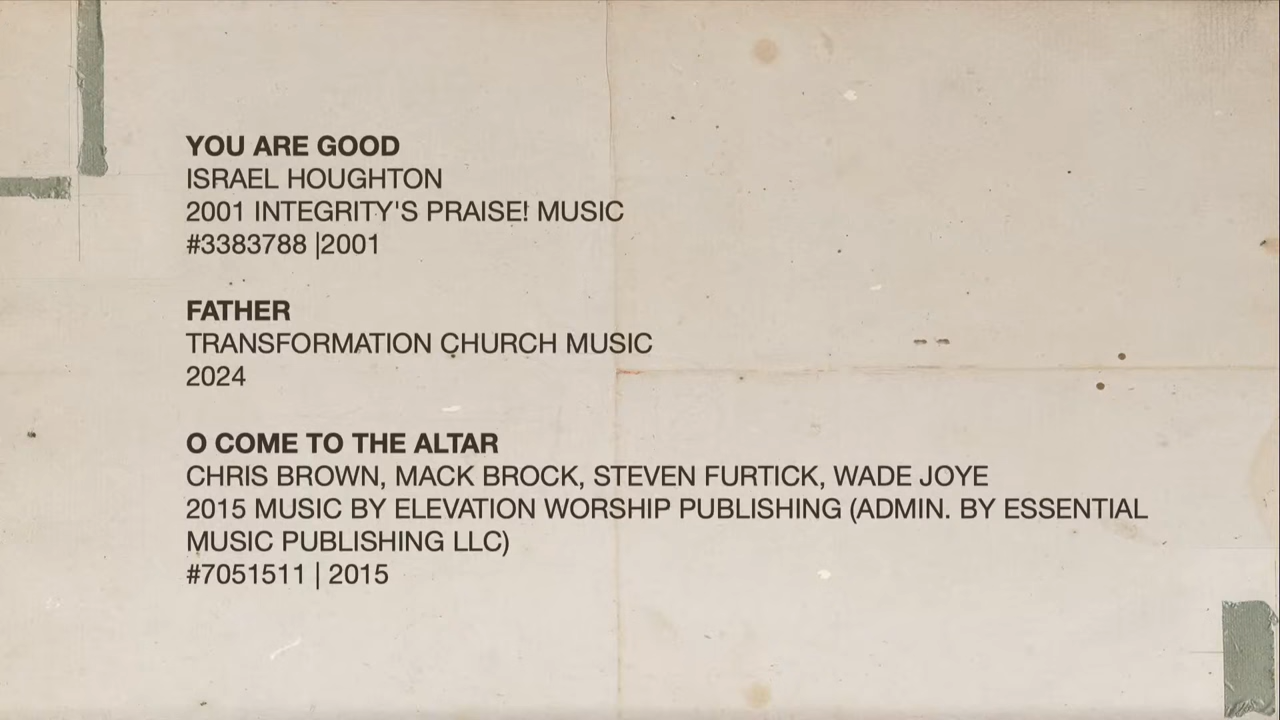 YOU ARE GOOD
ISRAEL HOUGHTON
2001 INTEGRITY'S PRAISE! MUSIC
#3383788 |2001
FATHER
TRANSFORMATION CHURCH MUSIC
2024
O COME TO THE ALTAR
CHRIS BROWN, MACK BROCK, STEVEN FURTICK, WADE JOYE
2015 MUSIC BY ELEVATION WORSHIP PUBLISHING (ADMIN. BY ESSENTIAL
MUSIC PUBLISHING LLC)
#7051511 | 2015